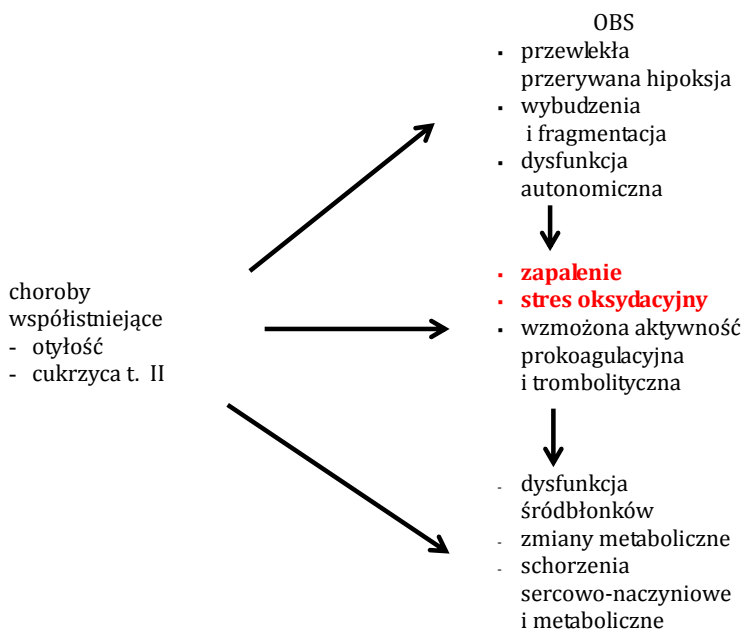 OBS
▪ przewlekła
przerywana hipoksja
▪ wybudzenia
i fragmentacja
▪ dysfunkcja
autonomiczna
▪ zapalenie
▪ stres oksydacyjny
▪ wzmożona aktywność
prokoagulacyjna
i trombolityczna
choroby
współistniejące
- otyłość
- cukrzyca t. II
- dysfunkcja
śródbłonków
- zmiany metaboliczne
- schorzenia
sercowo-naczyniowe
i metaboliczne